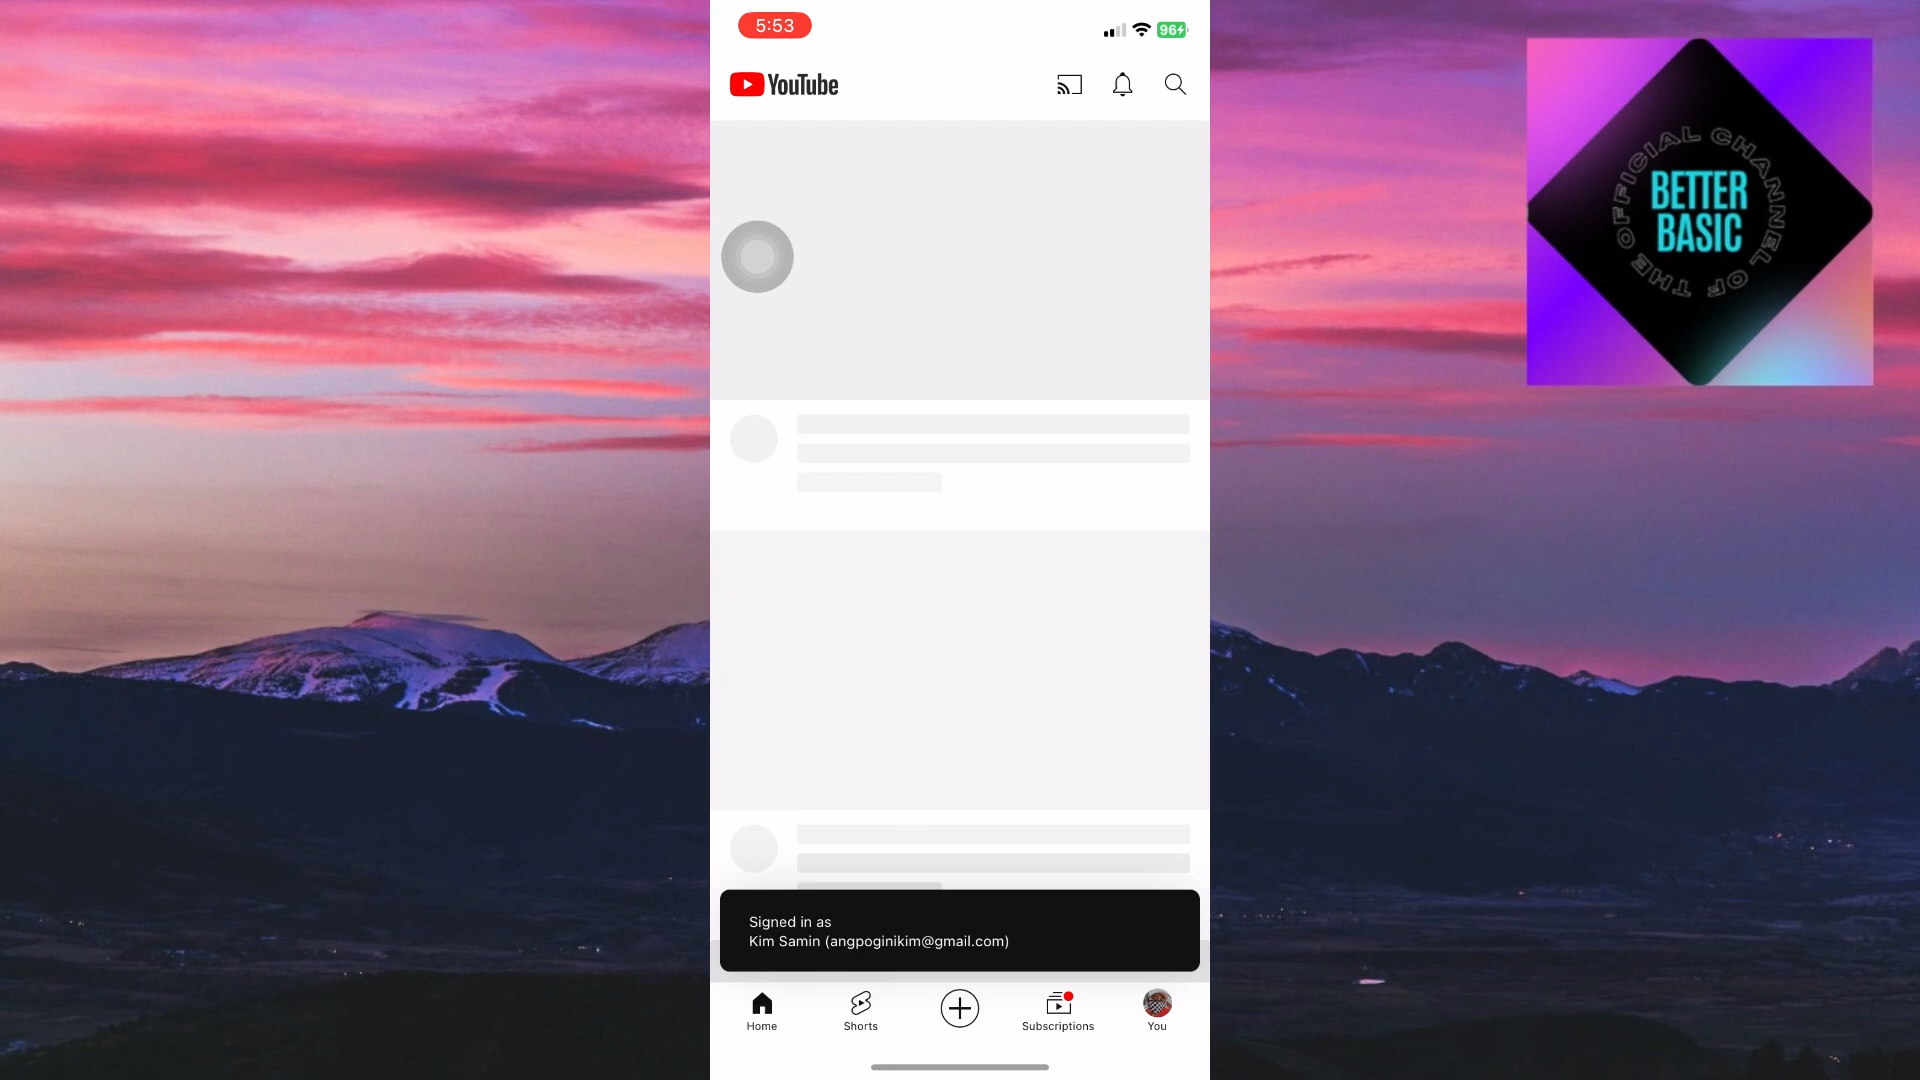 5:53
96
YouTube
OFFICIAL CHANNEL OF THE
BETTER
BASIC
Signed in as
Kim Samin (angpoginikim@gmail.com)
Home
Shorts
Subscriptions
You